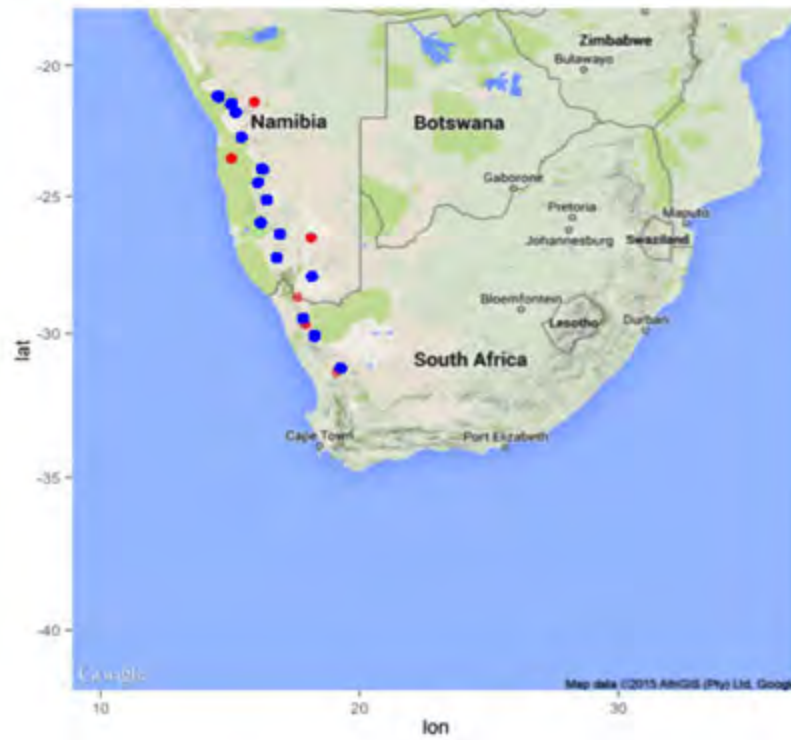 Zimbabwe
Bulawayo
-20
Namibia
Botswana
Gaborone
-25
Pretoria
Maputo
Johannesburg
Swaziland
Bloemfontein
Lesotho
Durban
-30
lat
South Africa
Cape Town
Port Elizabeth
-35
-40
Google
Map data ©2015 AfriGIS (Pty) Ltd, Googl
10
20
30
lon